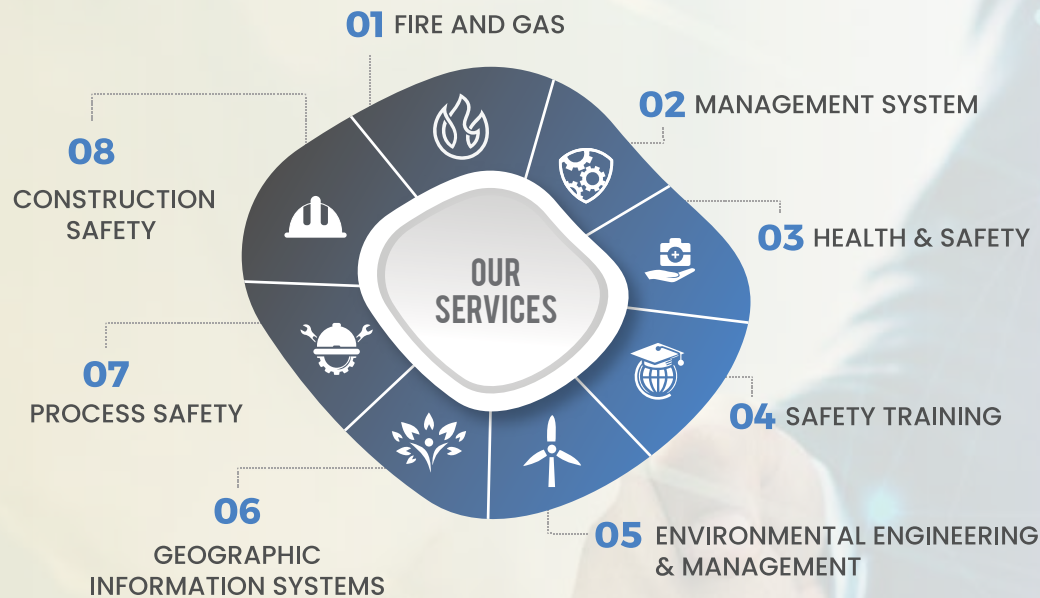 01 FIRE AND GAS
02 MANAGEMENT SYSTEM
03 HEALTH & SAFETY
04 SAFETY TRAINING
05 ENVIRONMENTAL ENGINEERING
& MANAGEMENT
06
GEOGRAPHIC
INFORMATION SYSTEMS
07
PROCESS SAFETY
08
CONSTRUCTION
SAFETY
OUR
SERVICES